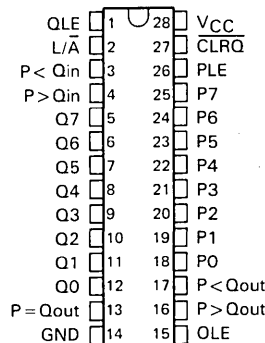 QLE 1 28 VCC
L/A̅ 2 27 C̅L̅R̅Q̅
P<Qin 3 26 PLE
P>Qin 4 25 P7
Q7 5 24 P6
Q6 6 23 P5
Q5 7 22 P4
Q4 8 21 P3
Q3 9 20 P2
Q2 10 19 P1
Q1 11 18 P0
Q0 12 17 P<Qout
P=Qout 13 16 P>Qout
GND 14 15 OLE